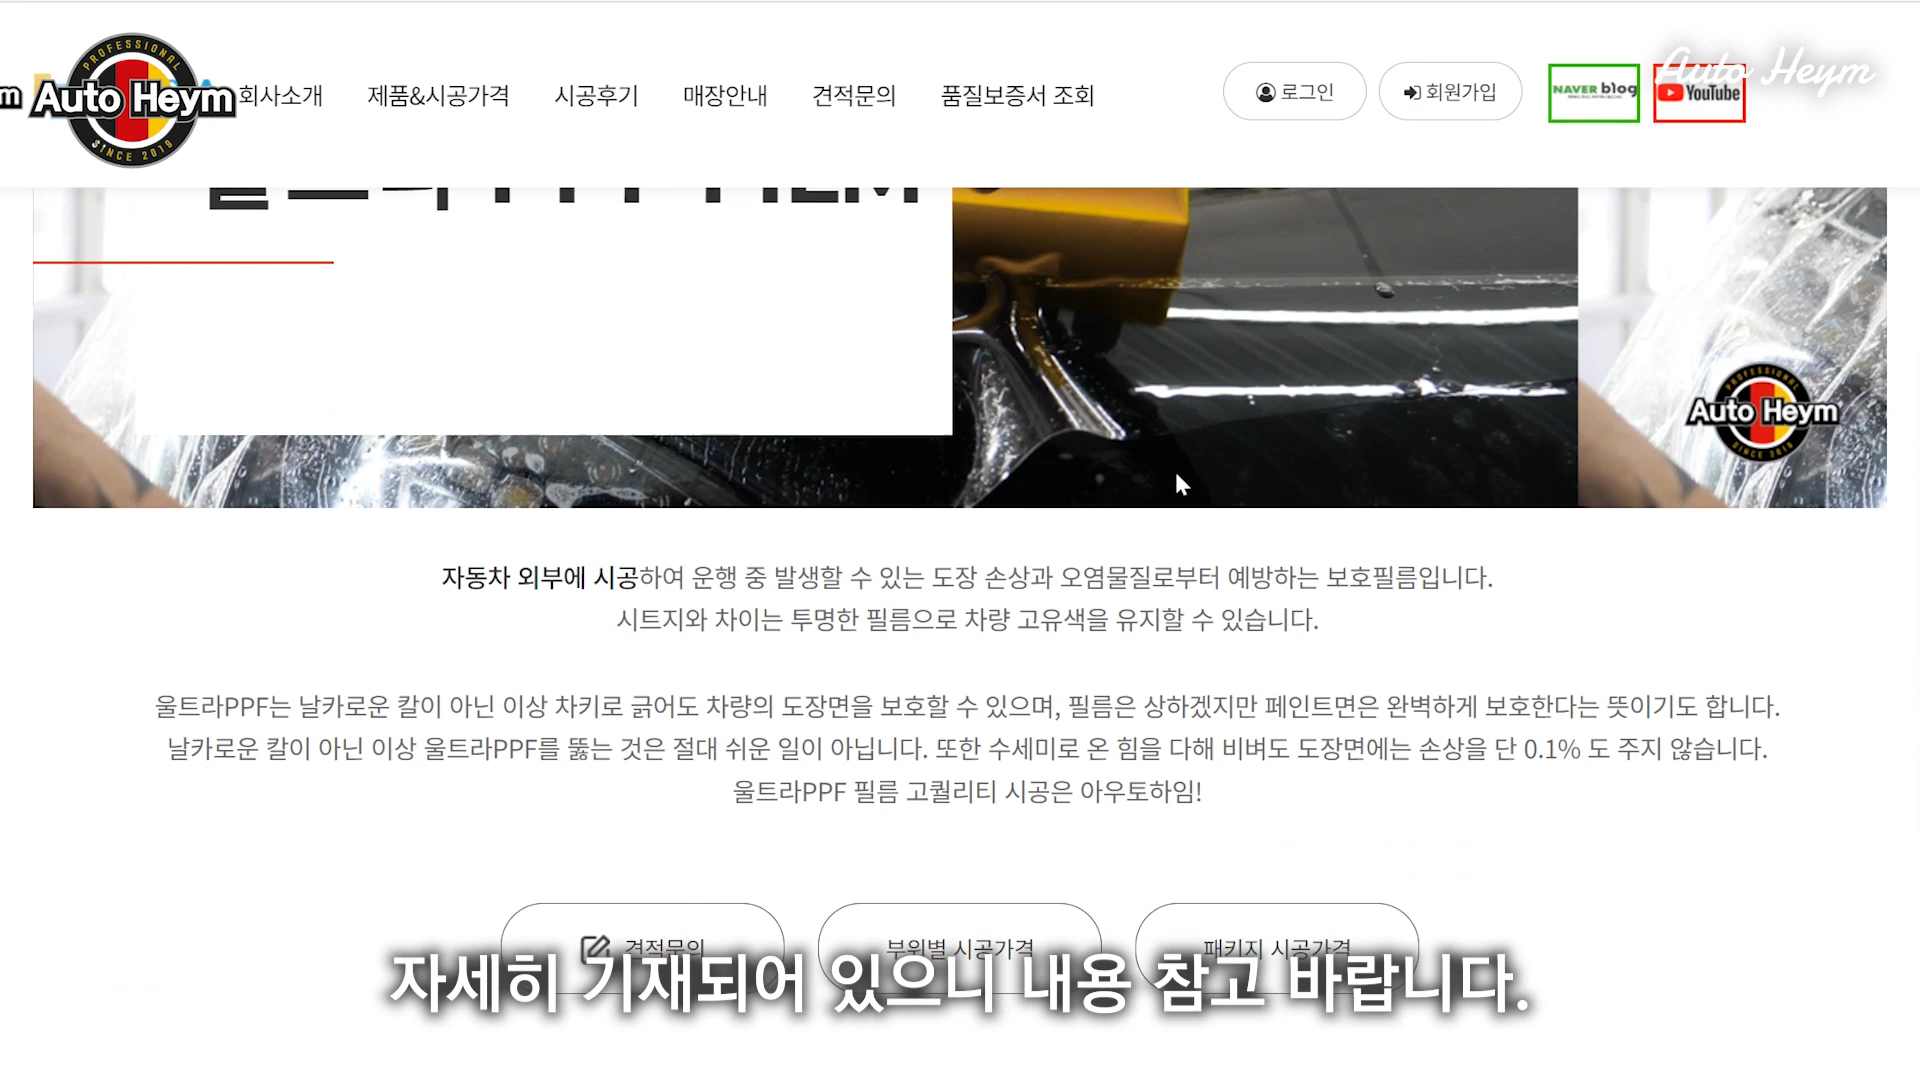 PROFESSIONAL
Auto Heym
SINCE 2019
회사소개
제품&시공가격
시공후기
매장안내
견적문의
품질보증서 조회
로그인
회원가입
NAVER blog
YouTube
Auto Heym
PROFESSIONAL
Auto Heym
SINCE 2019
자동차 외부에 시공하여 운행 중 발생할 수 있는 도장 손상과 오염물질로부터 예방하는 보호필름입니다.
시트지와 차이는 투명한 필름으로 차량 고유색을 유지할 수 있습니다.
울트라PPF는 날카로운 칼이 아닌 이상 차키로 긁어도 차량의 도장면을 보호할 수 있으며, 필름은 상하겠지만 페인트면은 완벽하게 보호한다는 뜻이기도 합니다.
날카로운 칼이 아닌 이상 울트라PPF를 뚫는 것은 절대 쉬운 일이 아닙니다. 또한 수세미로 온 힘을 다해 비벼도 도장면에는 손상을 단 0.1% 도 주지 않습니다.
울트라PPF 필름 고퀄리티 시공은 아우토하임!
견적문의
부위별 시공가격
패키지 시공가격
자세히 기재되어 있으니 내용 참고 바랍니다.